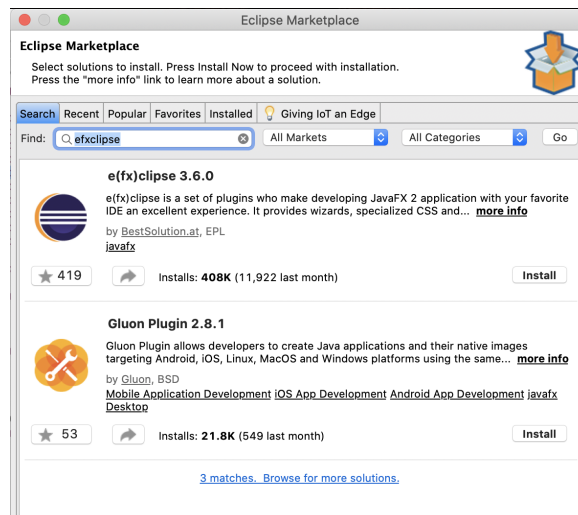 Eclipse Marketplace
Eclipse Marketplace
Select solutions to install. Press Install Now to proceed with installation.
Press the "more info" link to learn more about a solution.
Search Recent Popular Favorites Installed Giving IoT an Edge
Find: efxclipse All Markets All Categories Go
e(fx)clipse 3.6.0
e(fx)clipse is a set of plugins who make developing JavaFX 2 application with your favorite
IDE an excellent experience. It provides wizards, specialized CSS and... more info
by BestSolution.at, EPL
javafx
419 Installs: 408K (11,922 last month) Install
Gluon Plugin 2.8.1
Gluon Plugin allows developers to create Java applications and their native images
targeting Android, iOS, Linux, MacOS and Windows platforms using the same... more info
by Gluon, BSD
Mobile Application Development iOS App Development Android App Development javafx
Desktop
53 Installs: 21.8K (549 last month) Install
3 matches. Browse for more solutions.